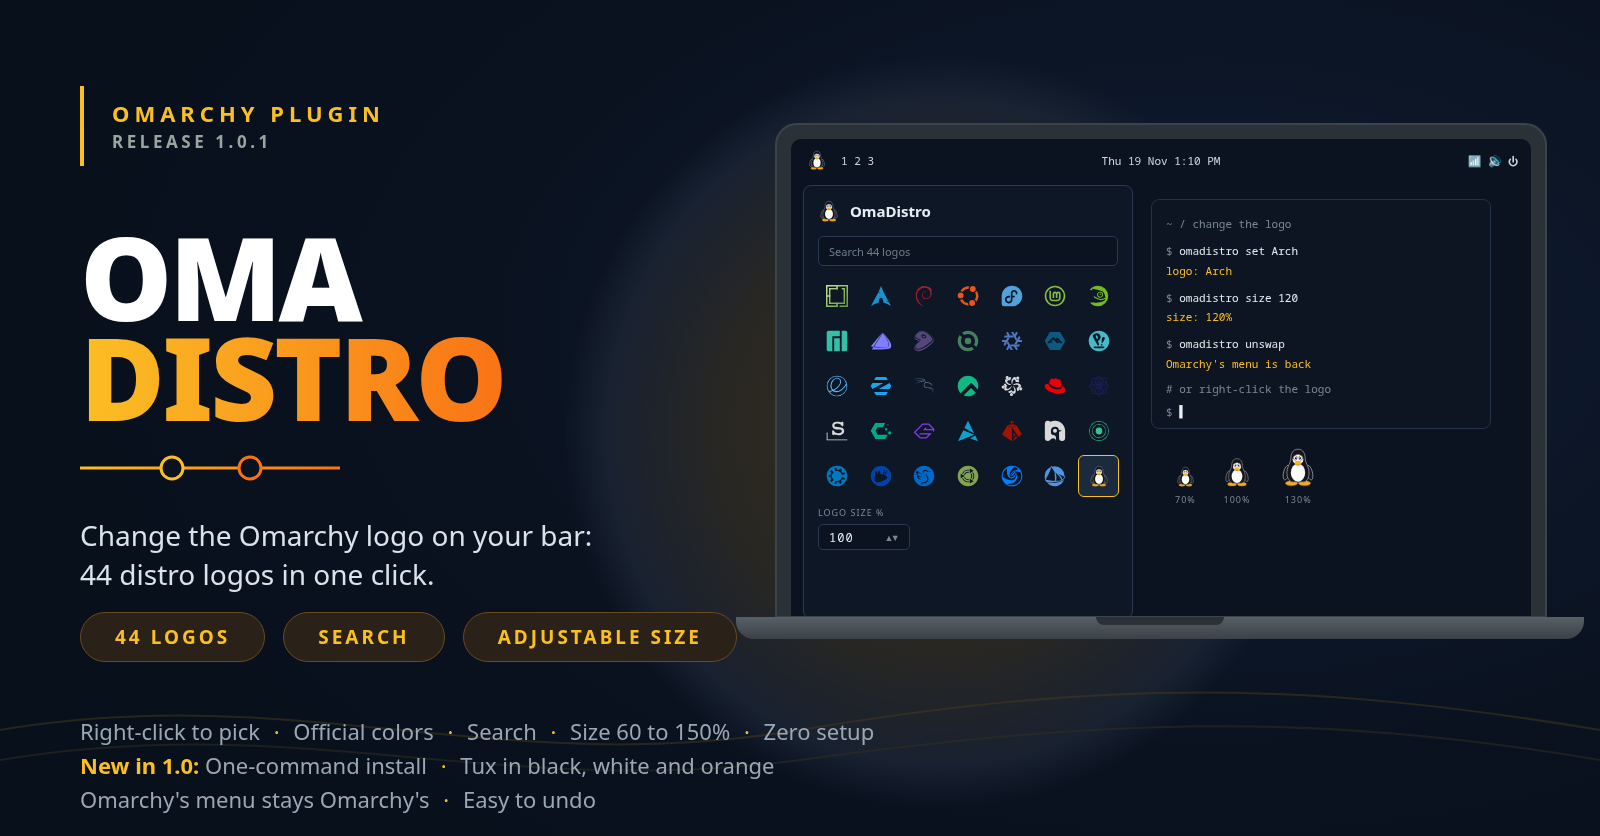 OMARCHY PLUGIN
RELEASE 1.0.1
OMA
DISTRO
Change the Omarchy logo on your bar:
44 distro logos in one click.
44 LOGOS
SEARCH
ADJUSTABLE SIZE
Right-click to pick · Official colors · Search · Size 60 to 150% · Zero setup
New in 1.0: One-command install · Tux in black, white and orange
Omarchy's menu stays Omarchy's · Easy to undo
1 2 3
Thu 19 Nov 1:10 PM
OmaDistro
Search 44 logos
LOGO SIZE %
100
~ / change the logo
$ omadistro set Arch
logo: Arch
$ omadistro size 120
size: 120%
$ omadistro unswap
Omarchy's menu is back
# or right-click the logo
$
70%
100%
130%